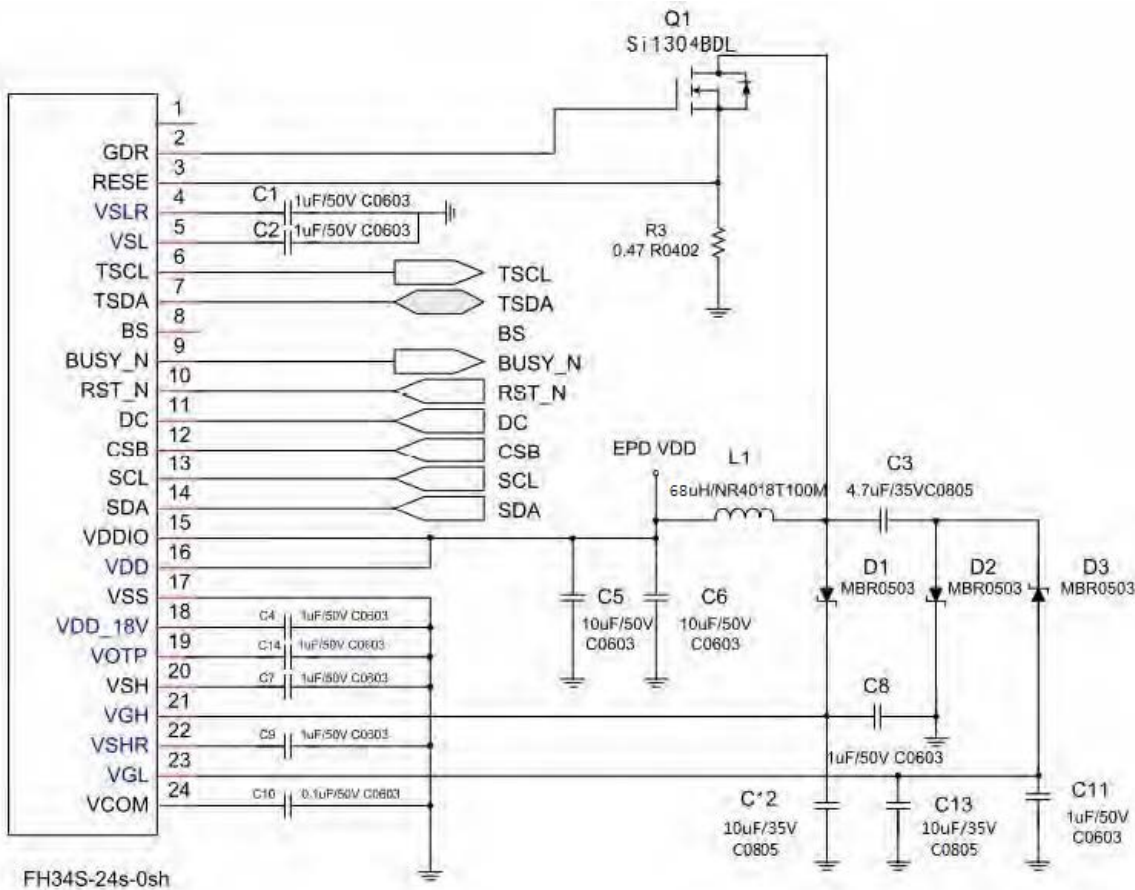 Q1
Si1304BDL
1
2
GDR
3
RESE
4
VSLR
C1
1uF/50V C0603
5
VSL
C2
1uF/50V C0603
6
TSCL
TSCL
7
TSDA
TSDA
8
BS
BS
9
BUSY_N
BUSY_N
10
RST_N
RST_N
11
DC
DC
12
CSB
CSB
13
SCL
SCL
14
SDA
SDA
15
VDDIO
16
VDD
17
VSS
18
VDD_18V
C4
1uF/50V C0603
19
VOTP
C14
1uF/50V C0603
20
VSH
C7
1uF/50V C0603
21
VGH
22
VSHR
C9
1uF/50V C0603
23
VGL
24
VCOM
C10
0.1uF/50V C0603
FH34S-24s-0sh
R3
0.47 R0402
EPD VDD
L1
68uH/NR4018T100M
C3
4.7uF/35VC0805
C5
10uF/50V
C0603
C6
10uF/50V
C0603
D1
MBR0503
D2
MBR0503
D3
MBR0503
C8
1uF/50V C0603
C12
10uF/35V
C0805
C13
10uF/35V
C0805
C11
1uF/50V
C0603